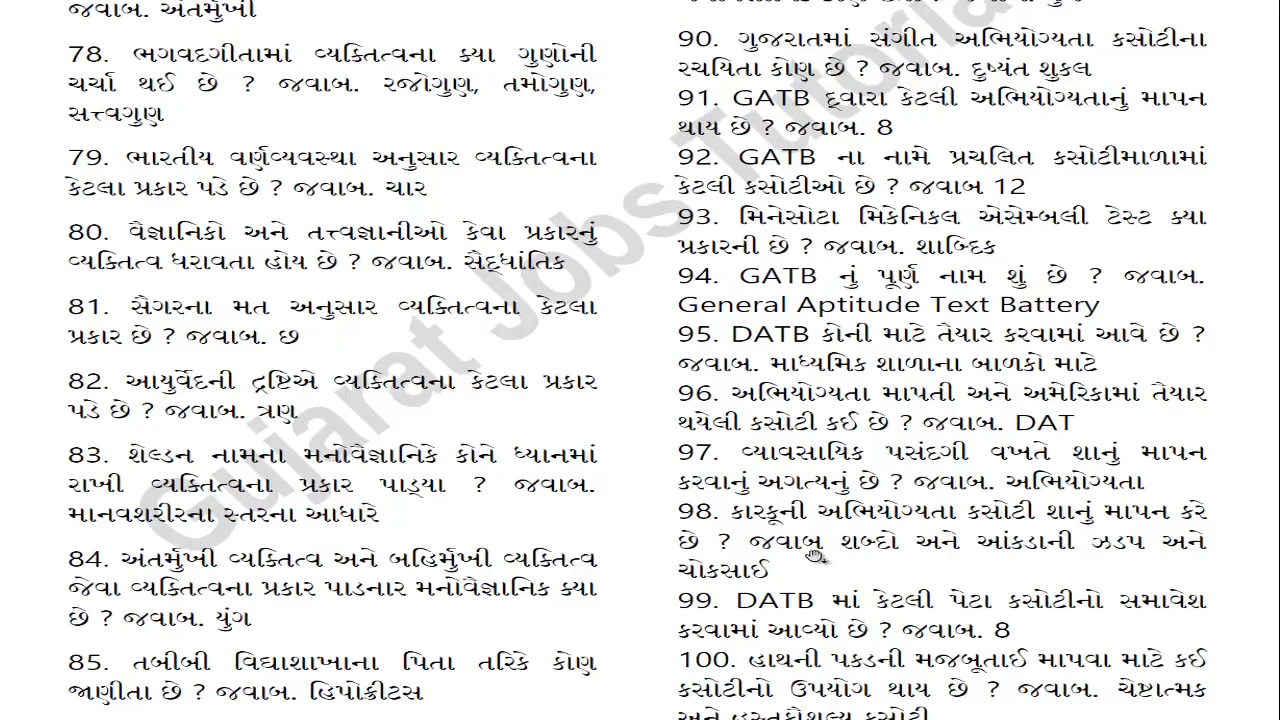 જવાબ. અંતર્મુખી
78. ભગવદગીતામાં વ્યક્તિત્વના ક્યા ગુણોની
ચર્ચા થઈ છે ? જવાબ. રજોગુણ, તમોગુણ,
સત્ત્વગુણ
79. ભારતીય વર્ણવ્યવસ્થા અનુસાર વ્યક્તિત્વના
કેટલા પ્રકાર પડે છે ? જવાબ. ચાર
80. વૈજ્ઞાનિકો અને તત્ત્વજ્ઞાનીઓ કેવા પ્રકારનું
વ્યક્તિત્વ ધરાવતા હોય છે ? જવાબ. સૈદ્ધાંતિક
81. સૈગરના મત અનુસાર વ્યક્તિત્વના કેટલા
પ્રકાર છે ? જવાબ. છ
82. આયુર્વેદની દ્રષ્ટિએ વ્યક્તિત્વના કેટલા પ્રકાર
પડે છે ? જવાબ. ત્રણ
83. શેલ્ડન નામના મનોવૈજ્ઞાનિકે કોને ધ્યાનમાં
રાખી વ્યક્તિત્વના પ્રકાર પાડ્યા ? જવાબ.
માનવશરીરના સ્તરના આધારે
84. અંતર્મુખી વ્યક્તિત્વ અને બહિર્મુખી વ્યક્તિત્વ
જેવા વ્યક્તિત્વના પ્રકાર પાડનાર મનોવૈજ્ઞાનિક ક્યા
છે ? જવાબ. યુંગ
85. તબીબી વિદ્યાશાખાના પિતા તરિકે કોણ
જાણીતા છે ? જવાબ. હિપોક્રીટસ
90. ગુજરાતમાં સંગીત અભિયોગ્યતા કસોટીના
રચયિતા કોણ છે ? જવાબ. દુષ્યંત શુકલ
91. GATB દ્વારા કેટલી અભિયોગ્યતાનું માપન
થાય છે ? જવાબ. 8
92. GATB ના નામે પ્રચલિત કસોટીમાળામાં
કેટલી કસોટીઓ છે ? જવાબ 12
93. મિનેસોટા મિકેનિકલ એસેમ્બલી ટેસ્ટ ક્યા
પ્રકારની છે ? જવાબ. શાબ્દિક
94. GATB નું પૂર્ણ નામ શું છે ? જવાબ.
General Aptitude Text Battery
95. DATB કોની માટે તૈયાર કરવામાં આવે છે ?
જવાબ. માધ્યમિક શાળાના બાળકો માટે
96. અભિયોગ્યતા માપતી અને અમેરિકામાં તૈયાર
થયેલી કસોટી કઈ છે ? જવાબ. DAT
97. વ્યાવસાયિક પસંદગી વખતે શાનું માપન
કરવાનું અગત્યનું છે ? જવાબ. અભિયોગ્યતા
98. કારકૂની અભિયોગ્યતા કસોટી શાનું માપન કરે
છે ? જવાબ શબ્દો અને આંકડાની ઝડપ અને
ચોકસાઈ
99. DATB માં કેટલી પેટા કસોટીનો સમાવેશ
કરવામાં આવ્યો છે ? જવાબ. 8
100. હાથની પકડની મજબૂતાઈ માપવા માટે કઈ
કસોટીનો ઉપયોગ થાય છે ? જવાબ. ચેષ્ટાત્મક
અને હસ્તકૌશલ્ય કસોટી
Gujarat Jobs Tutorial